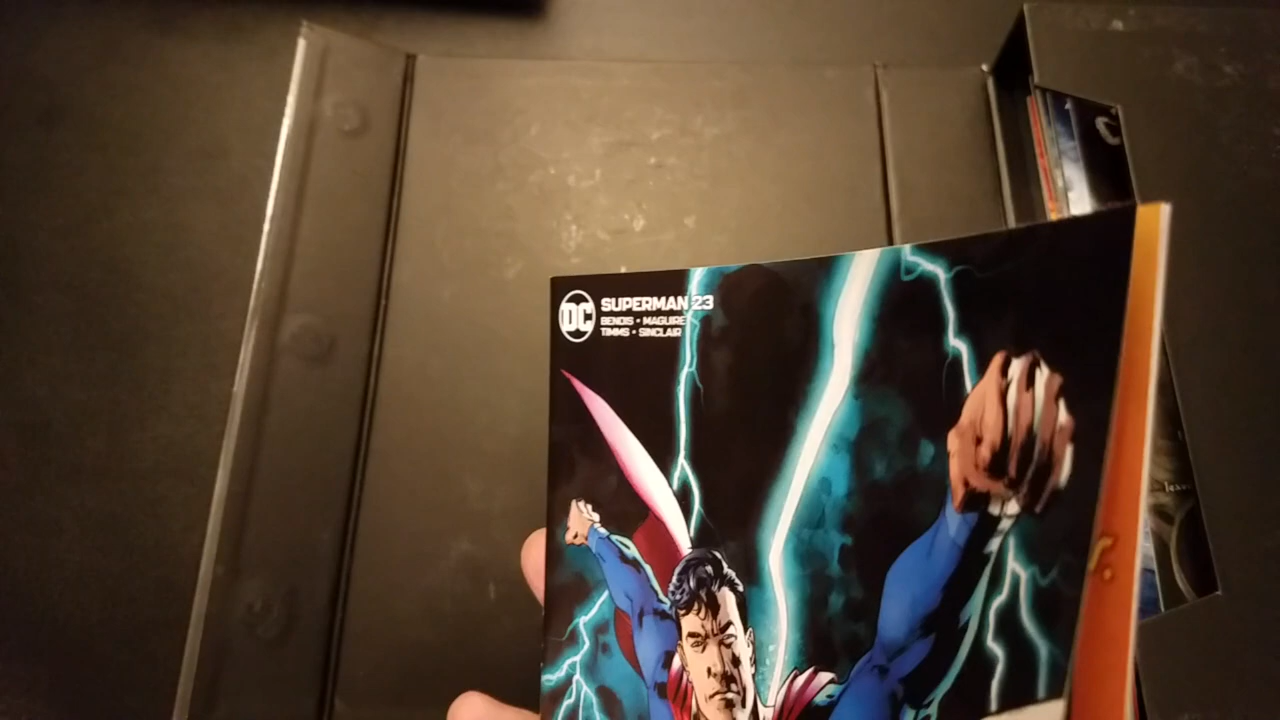 DC
SUPERMAN 23
BENDIS • MAGUIRE
TIMMS • SINCLAIR